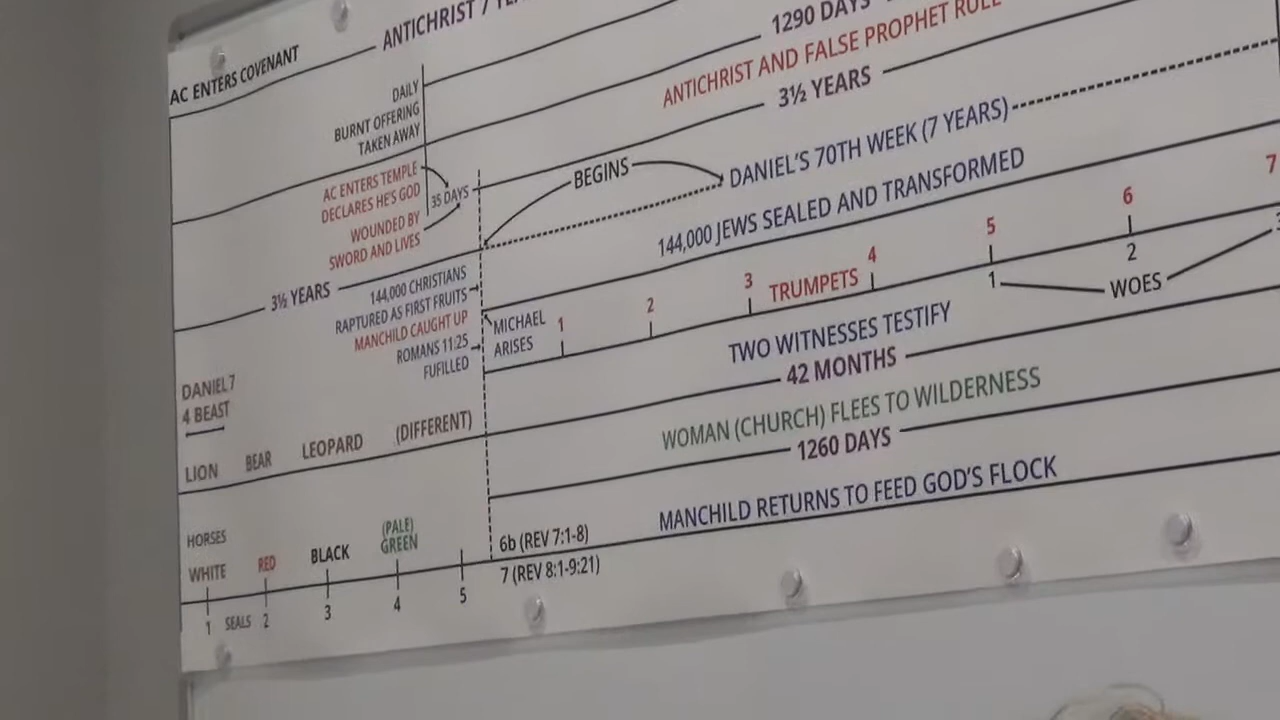 AC ENTERS COVENANT
ANTICHRIST /
1290 DAYS
ANTICHRIST AND FALSE PROPHET RULE
3½ YEARS
DAILY
BURNT OFFERING
TAKEN AWAY
AC ENTERS TEMPLE
DECLARES HE'S GOD
35 DAYS
WOUNDED BY
SWORD AND LIVES
BEGINS
DANIEL'S 70TH WEEK (7 YEARS)
144,000 JEWS SEALED AND TRANSFORMED
3½ YEARS
144,000 CHRISTIANS
RAPTURED AS FIRST FRUITS
MANCHILD CAUGHT UP
ROMANS 11:25
FUFILLED
MICHAEL
ARISES
1 2 3 TRUMPETS 4 5 6 7
1 2
WOES
TWO WITNESSES TESTIFY
42 MONTHS
WOMAN (CHURCH) FLEES TO WILDERNESS
1260 DAYS
MANCHILD RETURNS TO FEED GOD'S FLOCK
DANIEL 7
4 BEAST
LION BEAR LEOPARD (DIFFERENT)
HORSES
WHITE RED BLACK (PALE)
GREEN
1 SEALS 2 3 4 5
6b (REV 7:1-8)
7 (REV 8:1-9:21)